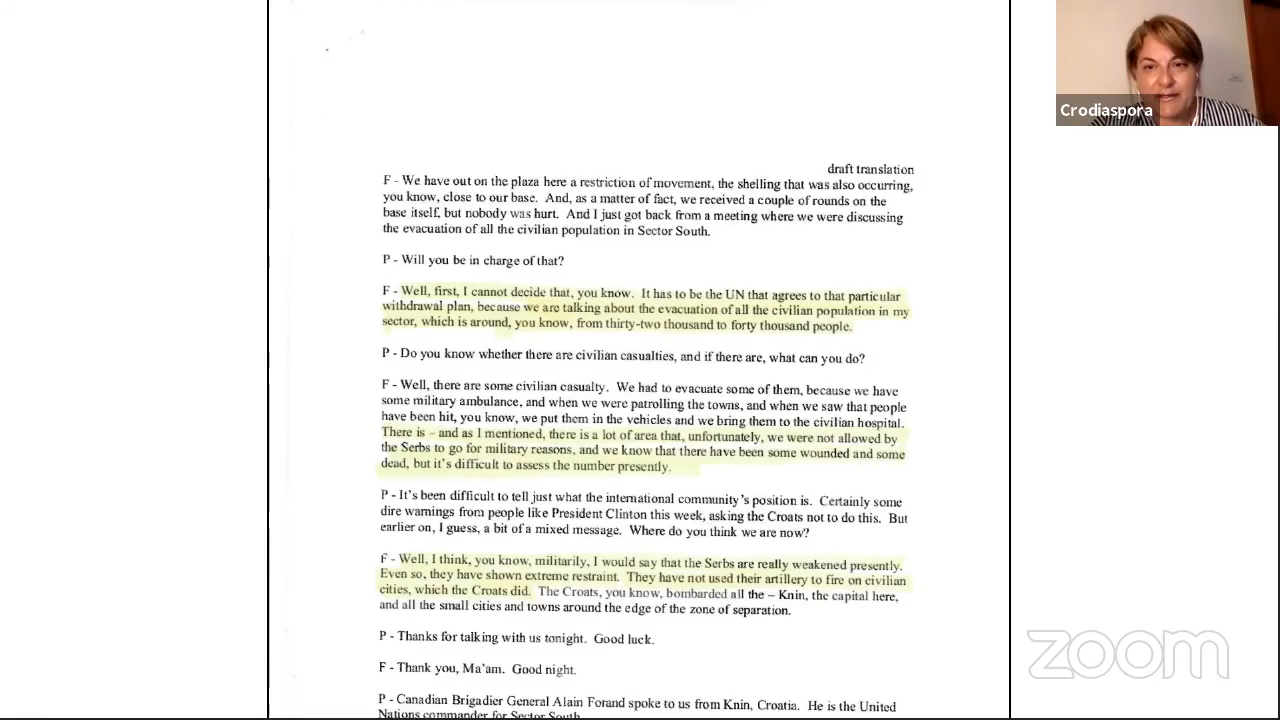 Crodiaspora
draft translation
F - We have out on the plaza here a restriction of movement, the shelling that was also occurring,
you know, close to our base. And, as a matter of fact, we received a couple of rounds on the
base itself, but nobody was hurt. And I just got back from a meeting where we were discussing
the evacuation of all the civilian population in Sector South.
P - Will you be in charge of that?
F - Well, first, I cannot decide that, you know. It has to be the UN that agrees to that particular
withdrawal plan, because we are talking about the evacuation of all the civilian population in my
sector, which is around, you know, from thirty-two thousand to forty thousand people.
P - Do you know whether there are civilian casualties, and if there are, what can you do?
F - Well, there are some civilian casualty. We had to evacuate some of them, because we have
some military ambulance, and when we were patrolling the towns, and when we saw that people
have been hit, you know, we put them in the vehicles and we bring them to the civilian hospital.
There is – and as I mentioned, there is a lot of area that, unfortunately, we were not allowed by
the Serbs to go for military reasons, and we know that there have been some wounded and some
dead, but it's difficult to assess the number presently.
P - It's been difficult to tell just what the international community's position is. Certainly some
dire warnings from people like President Clinton this week, asking the Croats not to do this. But
earlier on, I guess, a bit of a mixed message. Where do you think we are now?
F - Well, I think, you know, militarily, I would say that the Serbs are really weakened presently.
Even so, they have shown extreme restraint. They have not used their artillery to fire on civilian
cities, which the Croats did. The Croats, you know, bombarded all the – Knin, the capital here,
and all the small cities and towns around the edge of the zone of separation.
P - Thanks for talking with us tonight. Good luck.
F - Thank you, Ma'am. Good night.
P - Canadian Brigadier General Alain Forand spoke to us from Knin, Croatia. He is the United
Nations commander for Sector South.
zoom